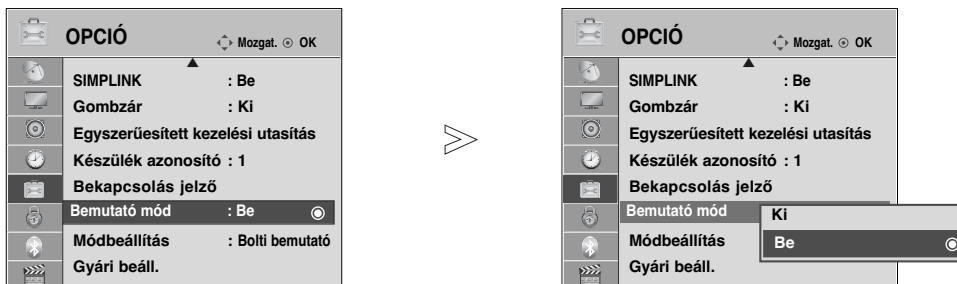 OPCIÓ
Mozgat. OK
SIMPLINK : Be
Gombzár : Ki
Egyszerűesített kezelési utasítás
Készülék azonosító : 1
Bekapcsolás jelző
Bemutató mód : Be
Módbeállítás : Bolti bemutató
Gyári beáll.
OPCIÓ
Mozgat. OK
SIMPLINK : Be
Gombzár : Ki
Egyszerűesített kezelési utasítás
Készülék azonosító : 1
Bekapcsolás jelző
Bemutató mód
Ki
Be
Módbeállítás
Gyári beáll.